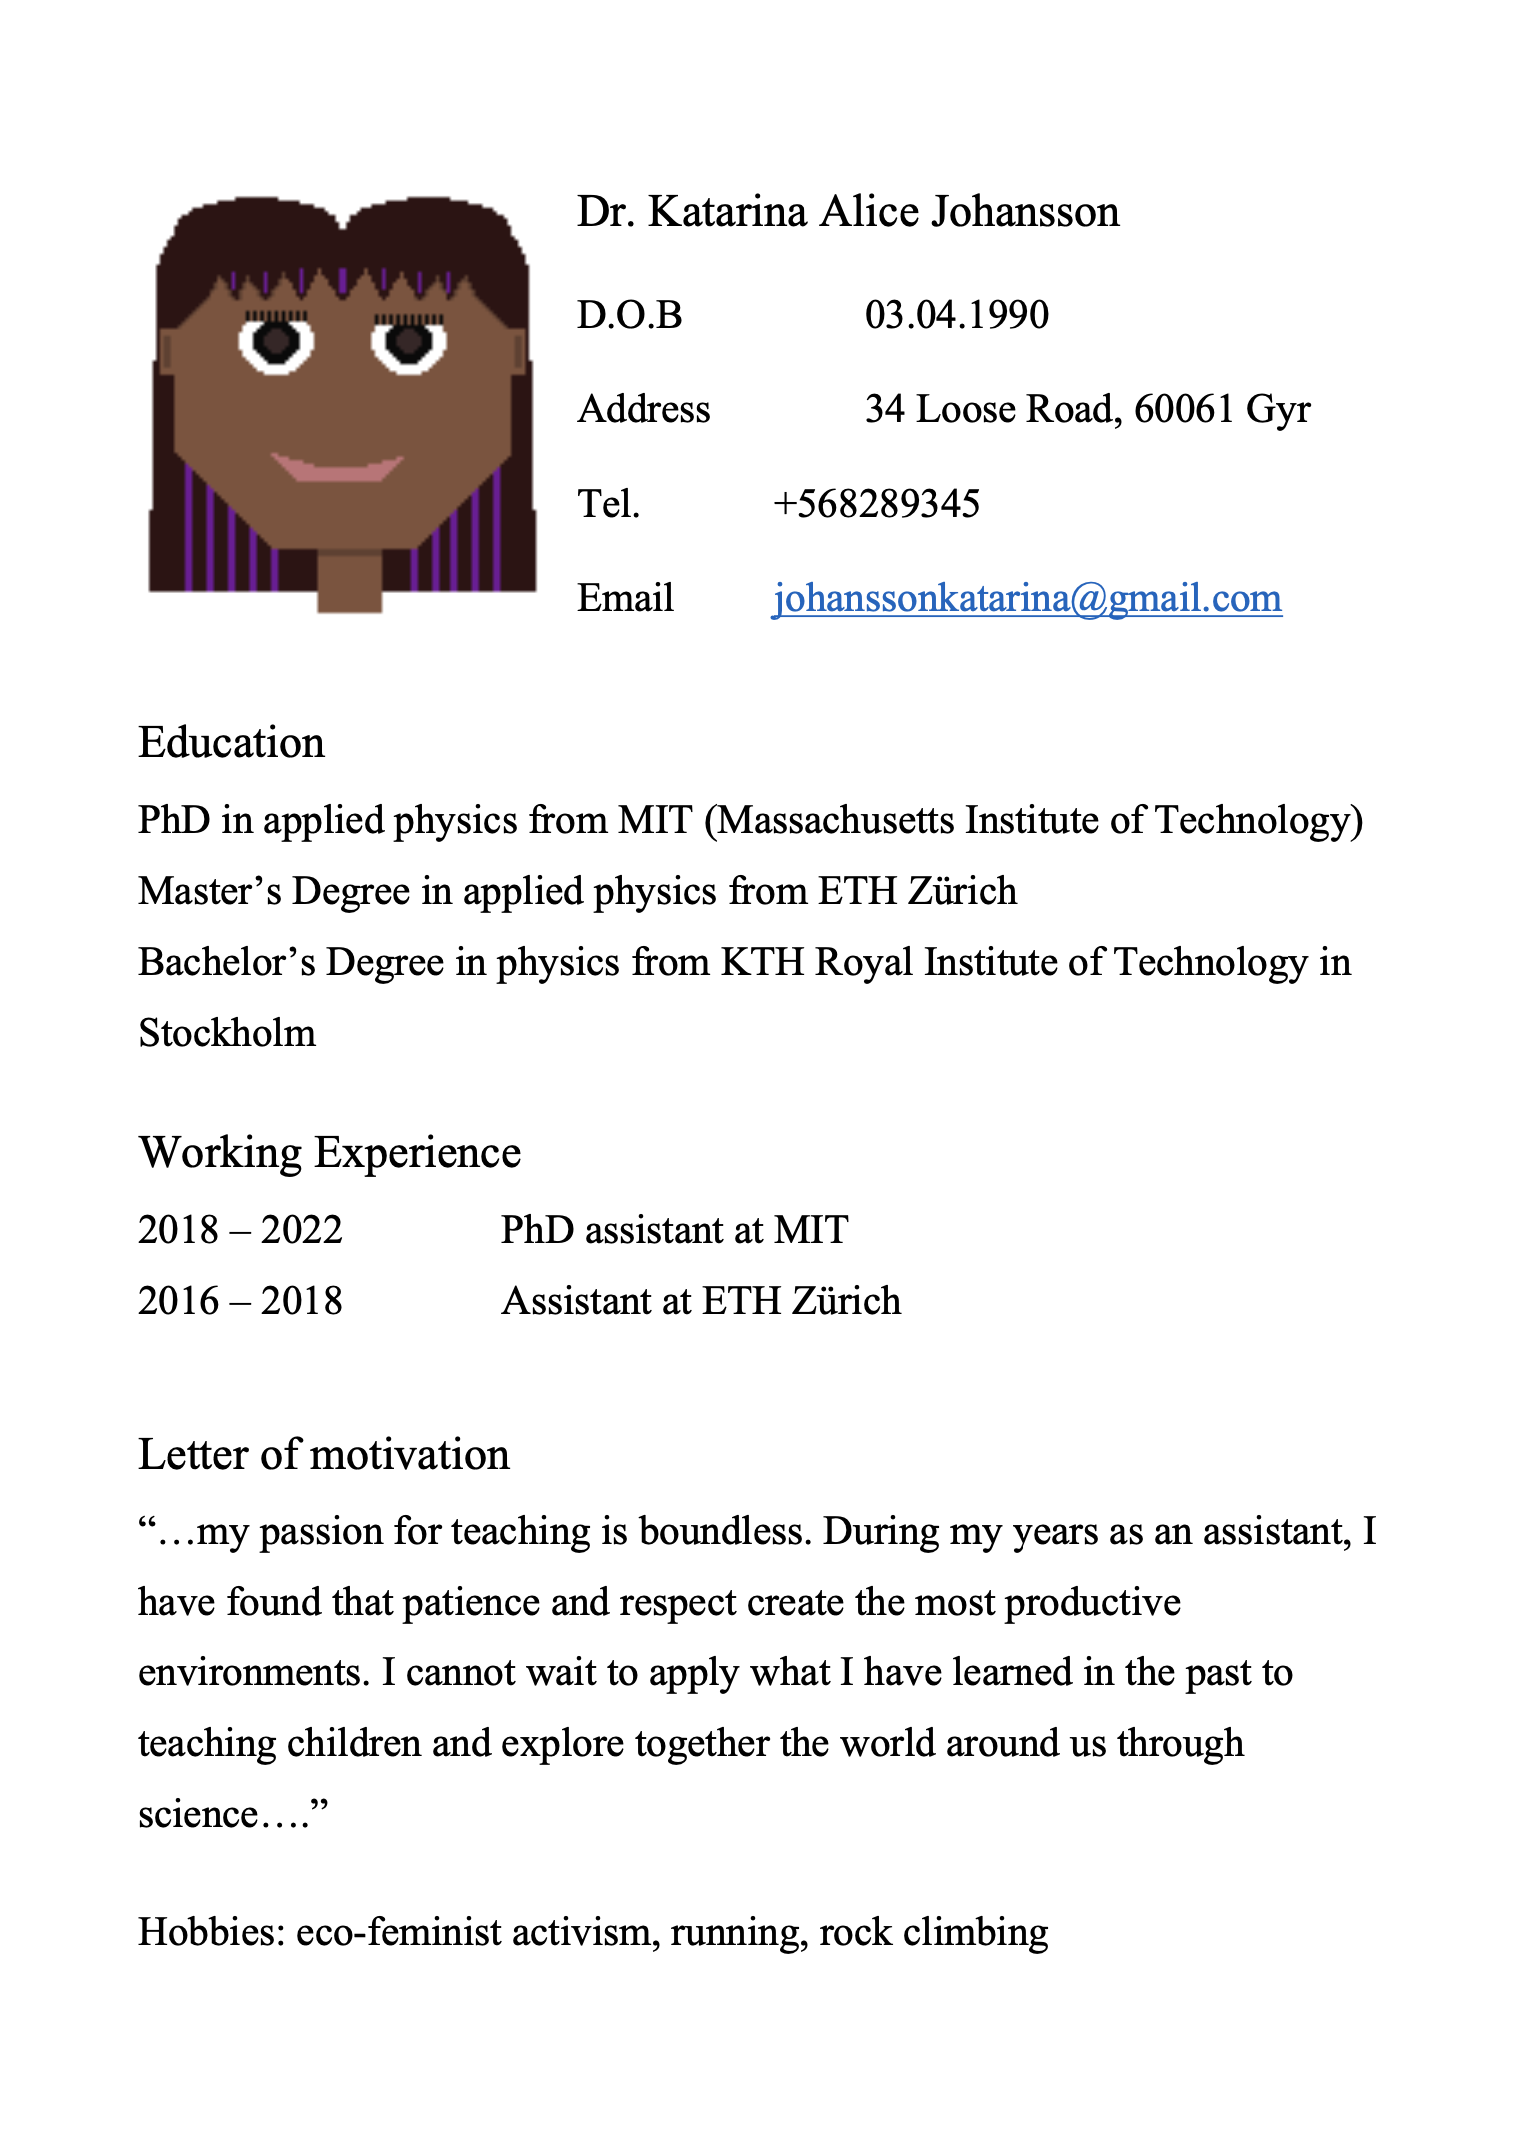 Dr. Katarina Alice Johansson
D.O.B 03.04.1990
Address 34 Loose Road, 60061 Gyr
Tel. +568289345
Email johanssonkatarina@gmail.com
Education
PhD in applied physics from MIT (Massachusetts Institute of Technology)
Master’s Degree in applied physics from ETH Zürich
Bachelor’s Degree in physics from KTH Royal Institute of Technology in
Stockholm
Working Experience
2018 – 2022 PhD assistant at MIT
2016 – 2018 Assistant at ETH Zürich
Letter of motivation
“…my passion for teaching is boundless. During my years as an assistant, I
have found that patience and respect create the most productive
environments. I cannot wait to apply what I have learned in the past to
teaching children and explore together the world around us through
science….”
Hobbies: eco-feminist activism, running, rock climbing